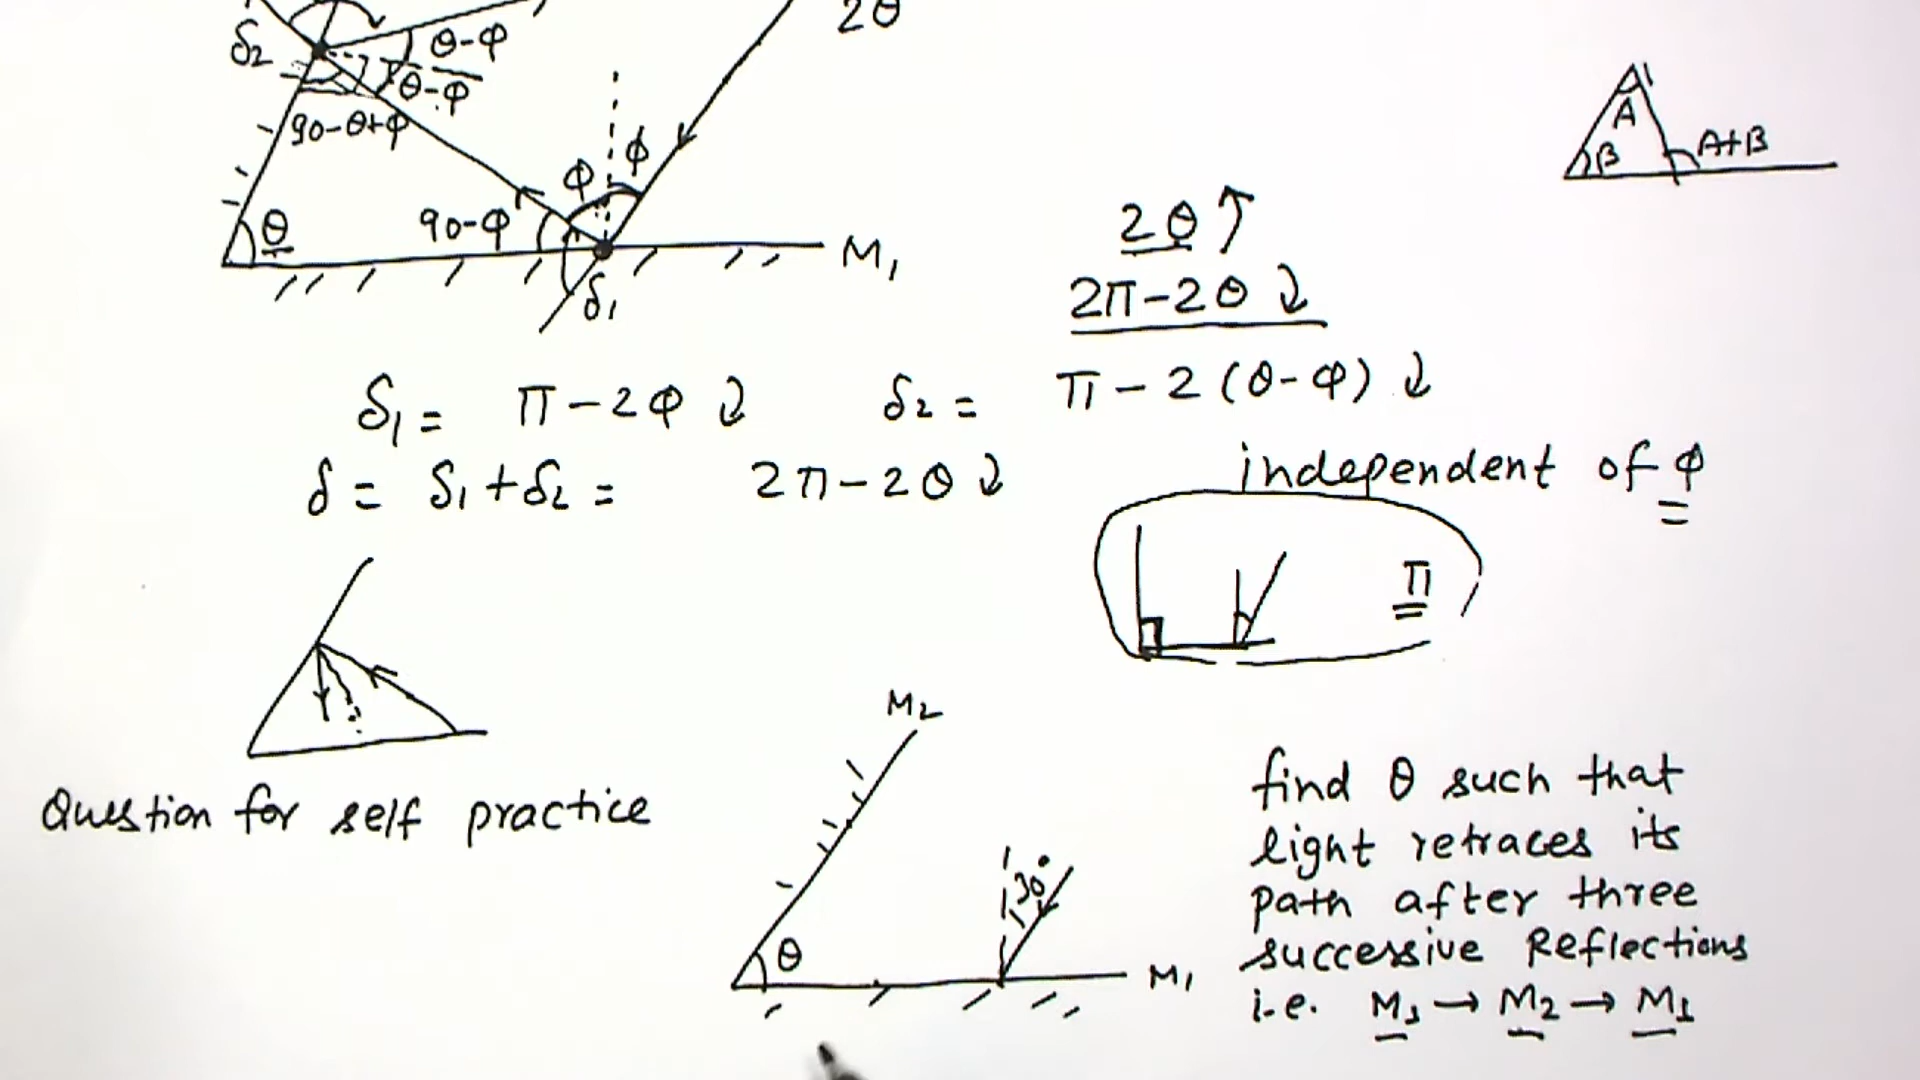 2θ
δ2
θ-φ
θ-φ
90-θ+φ
A
B
A+B
φ
φ
θ
90-φ
M1
δ1
2θ ↑
2π-2θ ↓
δ1 = π-2φ ↓
δ2 = π-2(θ-φ) ↓
δ = δ1+δ2 = 2π-2θ ↓
independent of φ
π
M2
Question for self practice
30°
θ
M1
find θ such that
light retraces its
path after three
successive Reflections
i.e. M1 → M2 → M1